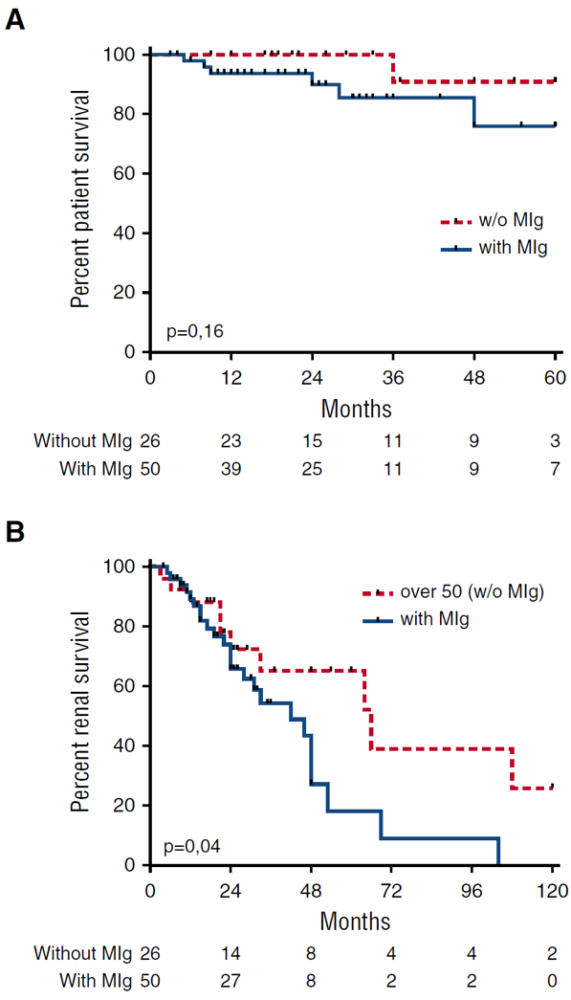 A
100
80
60
40
20
0
Percent patient survival
w/o MIg
with MIg
p=0,16
0 12 24 36 48 60
Months
Without MIg 26 23 15 11 9 3
With MIg 50 39 25 11 9 7
B
100
80
60
40
20
0
Percent renal survival
over 50 (w/o MIg)
with MIg
p=0,04
0 24 48 72 96 120
Months
Without MIg 26 14 8 4 4 2
With MIg 50 27 8 2 2 0